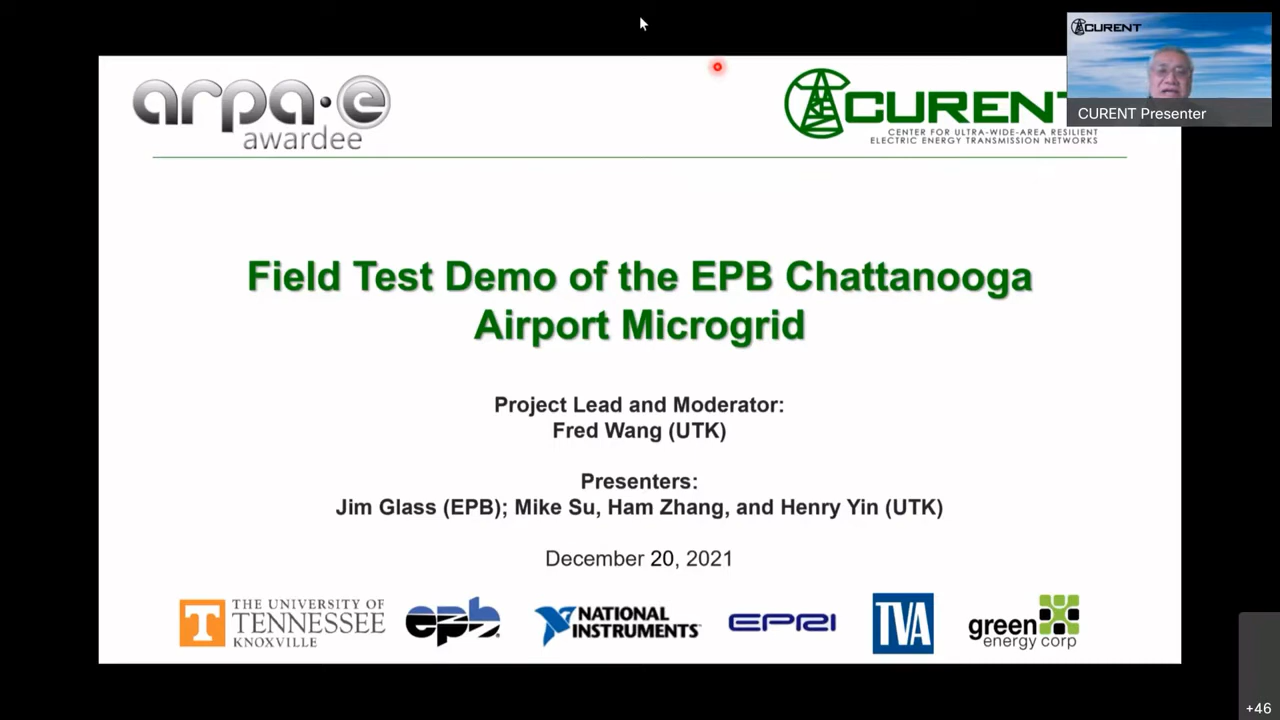 CURENT
CURENT Presenter
arpa·e
awardee
CURENT
CENTER FOR ULTRA-WIDE-AREA RESILIENT
ELECTRIC ENERGY TRANSMISSION NETWORKS
Field Test Demo of the EPB Chattanooga
Airport Microgrid
Project Lead and Moderator:
Fred Wang (UTK)
Presenters:
Jim Glass (EPB); Mike Su, Ham Zhang, and Henry Yin (UTK)
December 20, 2021
T
THE UNIVERSITY OF
TENNESSEE
KNOXVILLE
epb
NATIONAL
INSTRUMENTS
EPRI
TVA
green
energy corp
+46